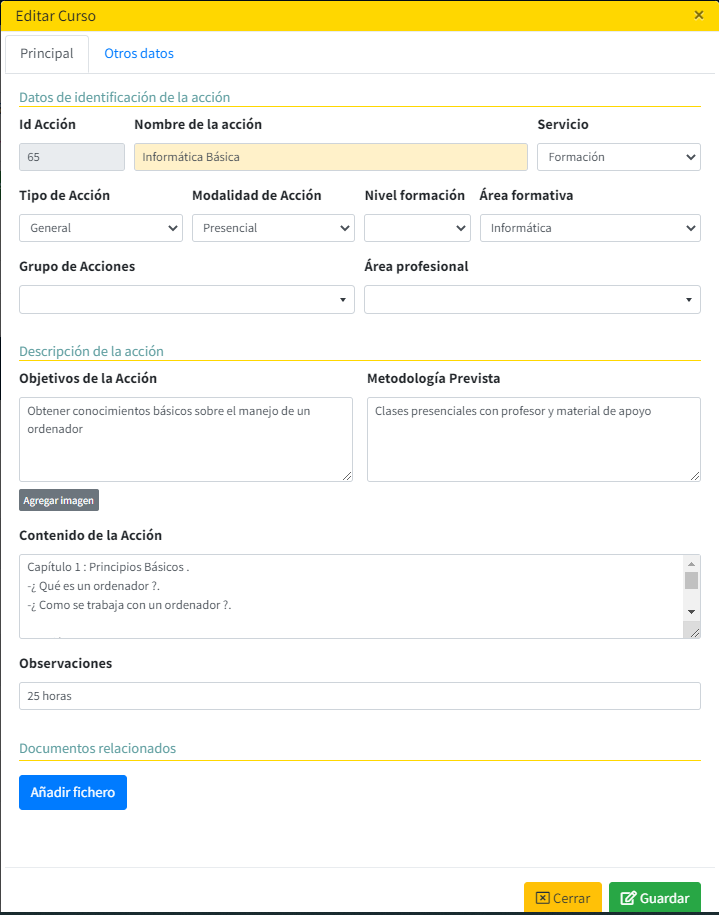 Editar Curso ×
Principal Otros datos
Datos de identificación de la acción
Id Acción Nombre de la acción Servicio
65 Informática Básica Formación
Tipo de Acción Modalidad de Acción Nivel formación Área formativa
General Presencial Informática
Grupo de Acciones Área profesional
Descripción de la acción
Objetivos de la Acción Metodología Prevista
Obtener conocimientos básicos sobre el manejo de un Clases presenciales con profesor y material de apoyo
ordenador
Agregar imagen
Contenido de la Acción
Capítulo 1 : Principios Básicos .
-¿ Qué es un ordenador ?.
-¿ Como se trabaja con un ordenador ?.
Observaciones
25 horas
Documentos relacionados
Añadir fichero
Cerrar Guardar